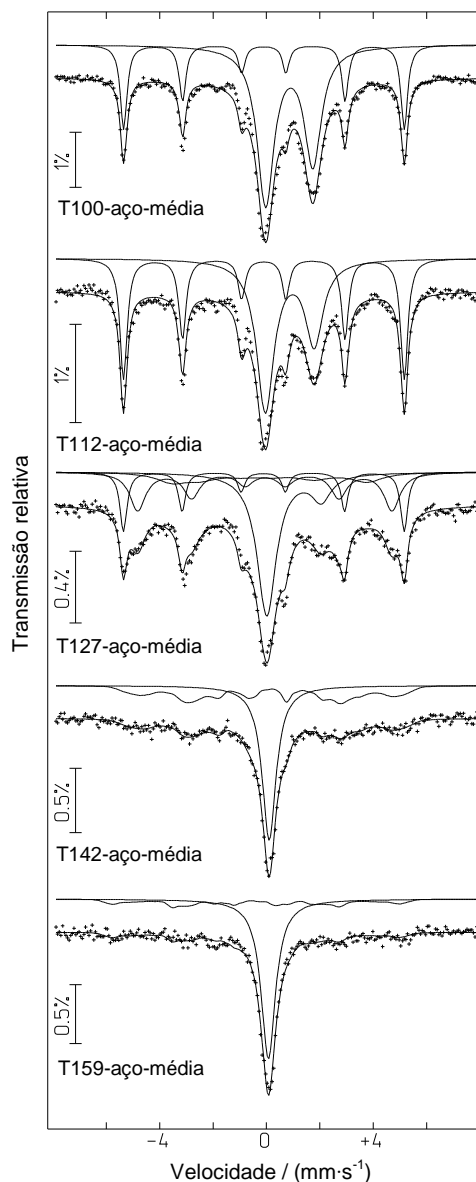 1%
T100-aço-média
1%
T112-aço-média
Transmissão relativa
0.4%
T127-aço-média
0.5%
T142-aço-média
0.5%
T159-aço-média
−4 0 +4
Velocidade / (mm·s⁻¹)